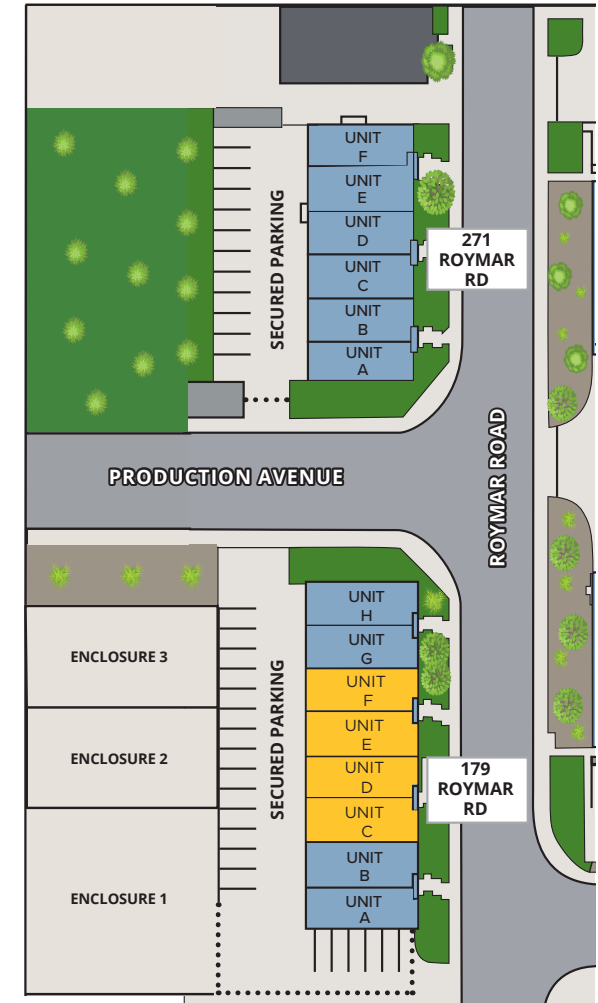 UNIT
F
UNIT
E
UNIT
D
UNIT
C
UNIT
B
UNIT
A
SECURED PARKING
271
ROYMAR
RD
PRODUCTION AVENUE
ROYMAR ROAD
UNIT
H
UNIT
G
UNIT
F
UNIT
E
UNIT
D
UNIT
C
UNIT
B
UNIT
A
SECURED PARKING
179
ROYMAR
RD
ENCLOSURE 3
ENCLOSURE 2
ENCLOSURE 1